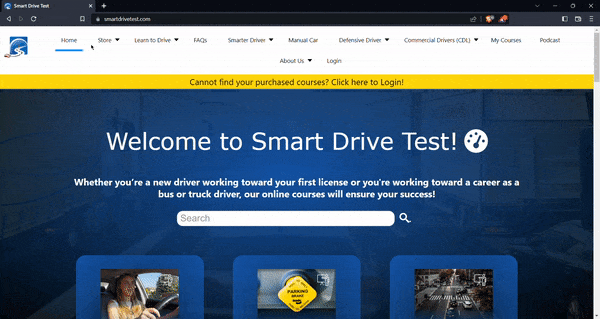 Smart Drive Test
smartdrivetest.com
Home Store Learn to Drive FAQs Smarter Driver Manual Car Defensive Driver Commercial Drivers (CDL) My Courses Podcast
About Us Login
Cannot find your purchased courses? Click here to Login!
Welcome to Smart Drive Test!
Whether you're a new driver working toward your first license or you're working toward a career as a
bus or truck driver, our online courses will ensure your success!
Search
PARKING
BRAKE